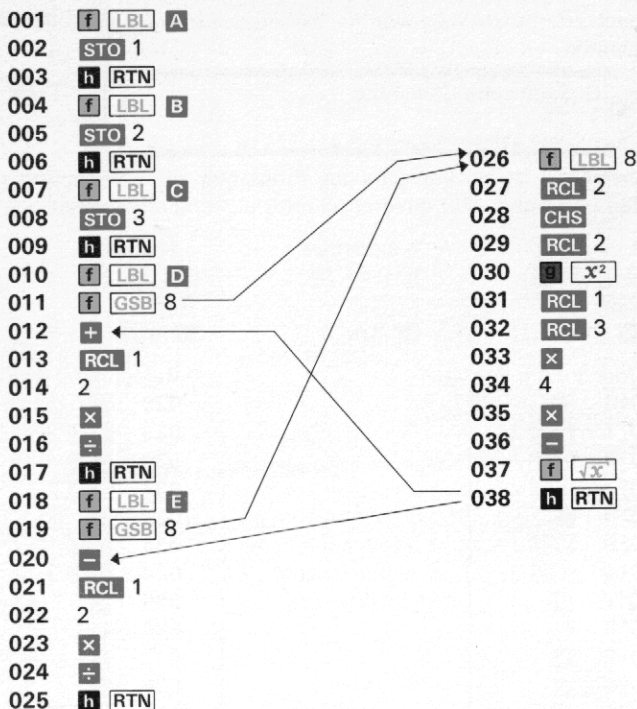 001 f LBL A
002 STO 1
003 h RTN
004 f LBL B
005 STO 2
006 h RTN
007 f LBL C
008 STO 3
009 h RTN
010 f LBL D
011 f GSB 8
012 +
013 RCL 1
014 2
015 ×
016 ÷
017 h RTN
018 f LBL E
019 f GSB 8
020 −
021 RCL 1
022 2
023 ×
024 ÷
025 h RTN
026 f LBL 8
027 RCL 2
028 CHS
029 RCL 2
030 g x²
031 RCL 1
032 RCL 3
033 ×
034 4
035 ×
036 −
037 f √x
038 h RTN